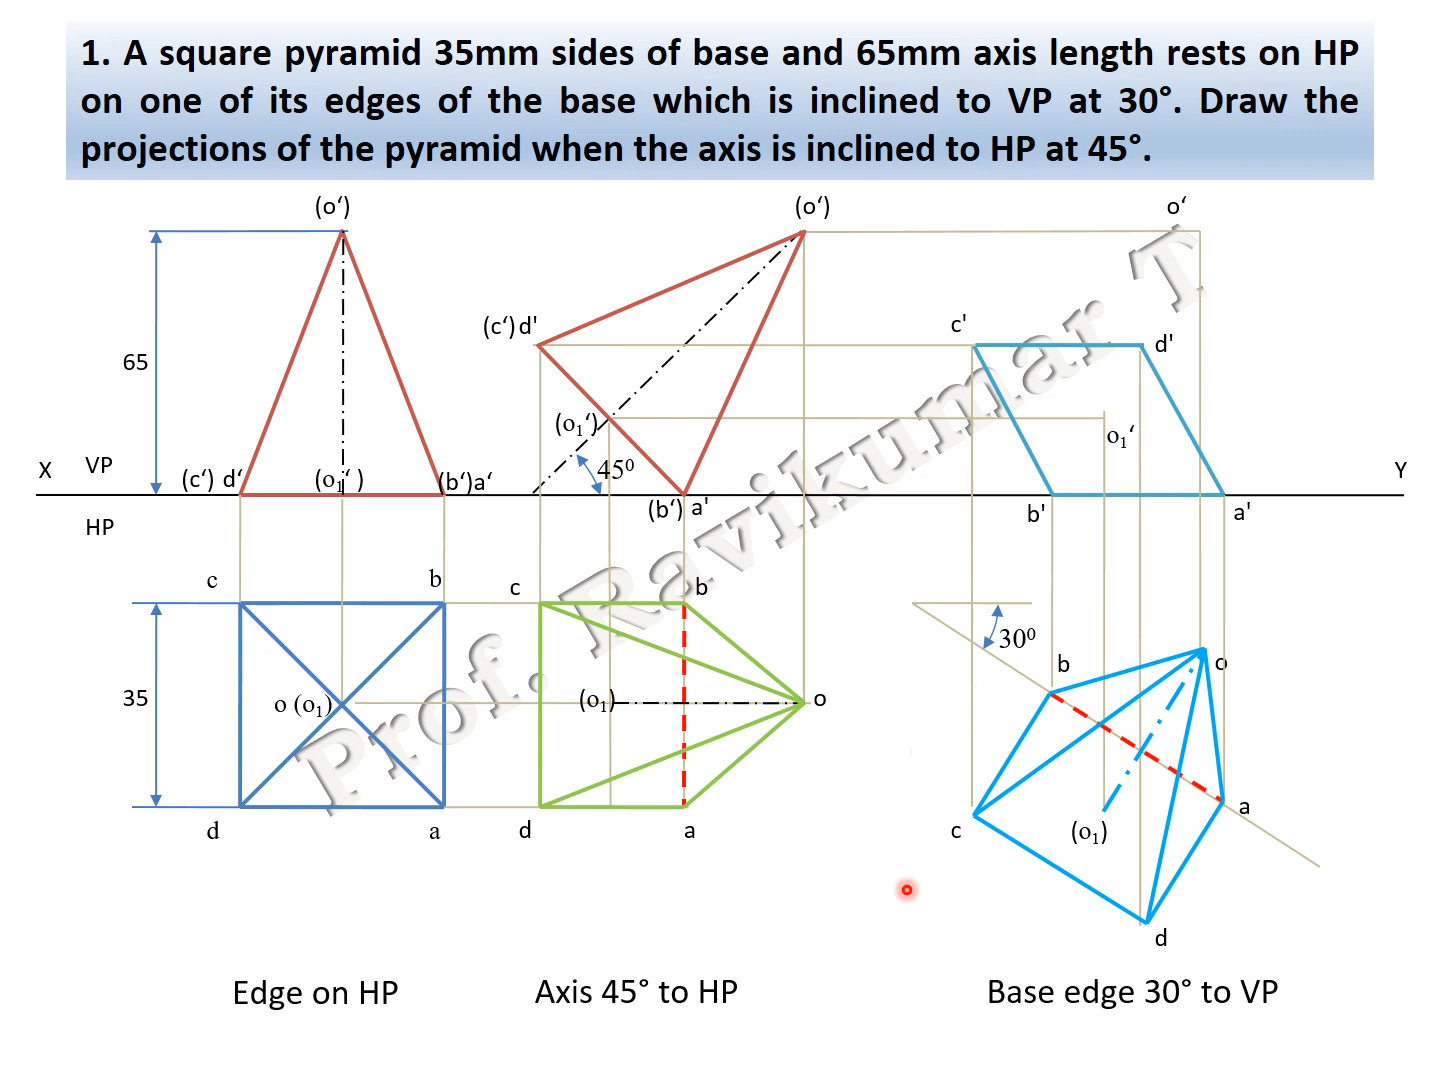 1. A square pyramid 35mm sides of base and 65mm axis length rests on HP
on one of its edges of the base which is inclined to VP at 30°. Draw the
projections of the pyramid when the axis is inclined to HP at 45°.
(o‘) (o‘) o‘
(c‘) d' c' d'
65
(o₁‘) o₁‘
X VP 45⁰ Y
(c‘) d‘ (o₁‘ ) (b‘)a‘
(b‘) a' b' a'
HP
c b c b
30⁰
b o
35 o (o₁) (o₁) o
d a d a c (o₁) a
d
Prof. Ravikumar T
Edge on HP Axis 45° to HP Base edge 30° to VP